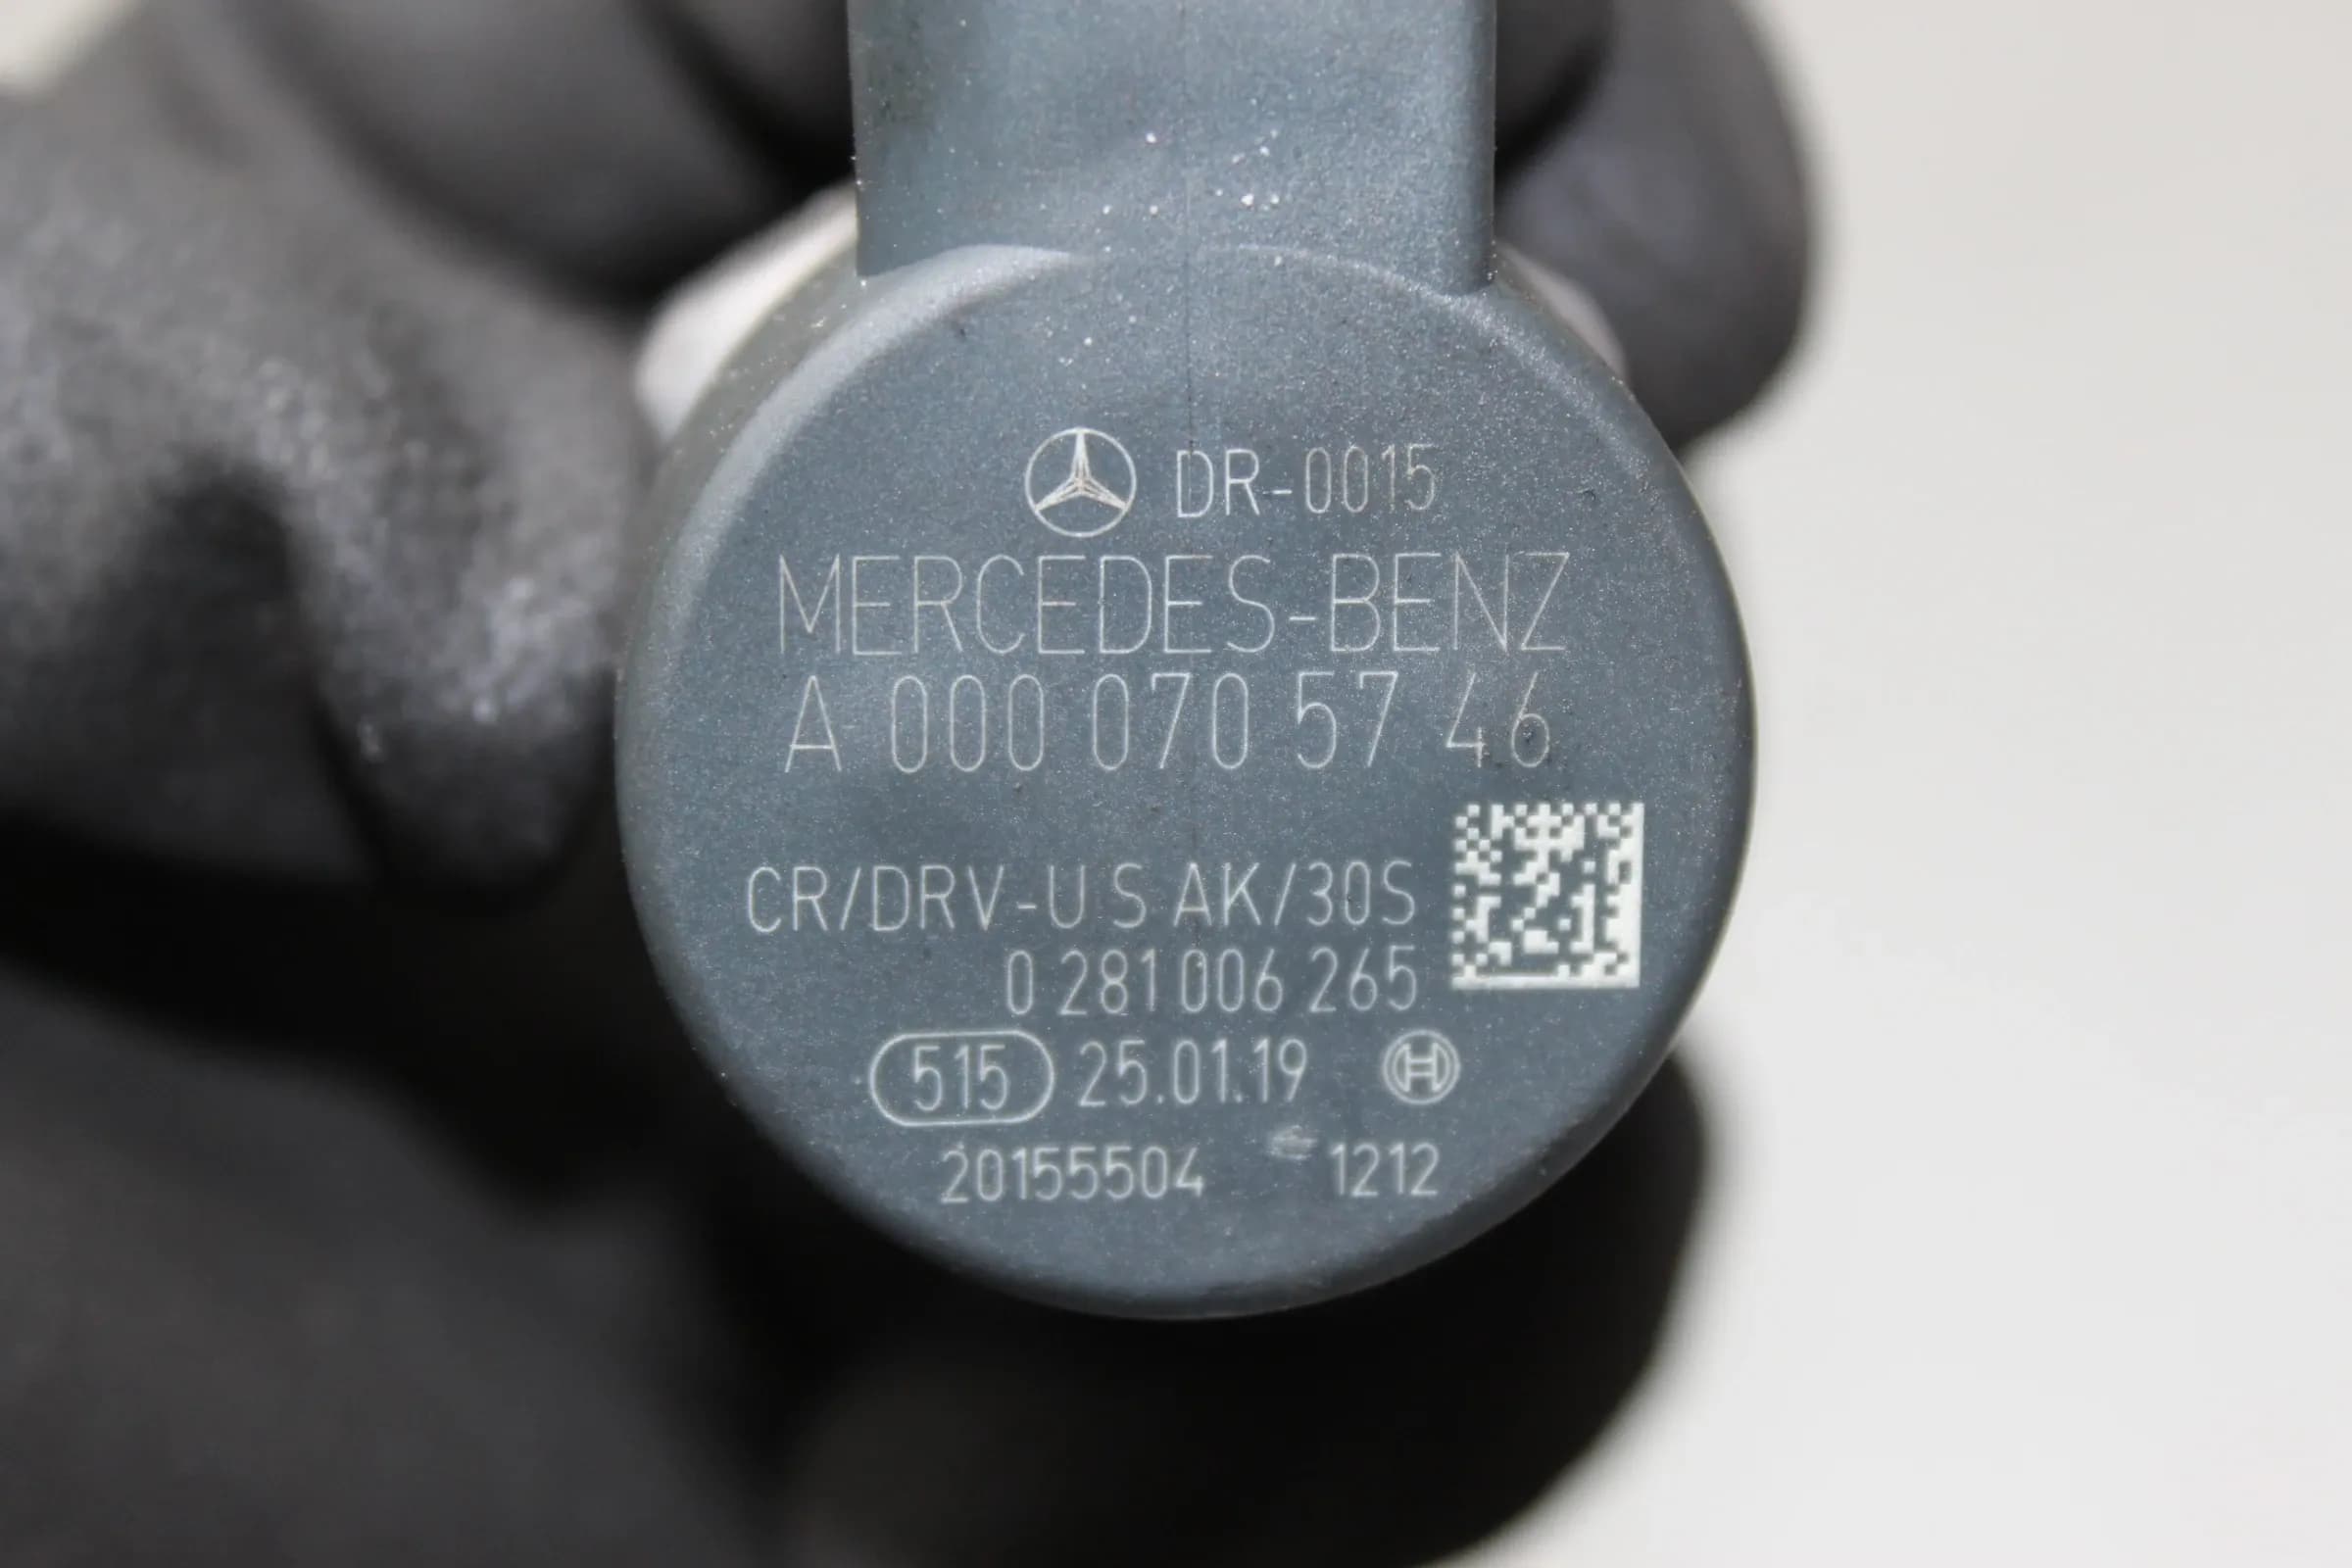 DR-0015
MERCEDES-BENZ
A 000 070 57 46
CR/DRV-US AK/30S
0 281 006 265
515 25.01.19
20155504 1212